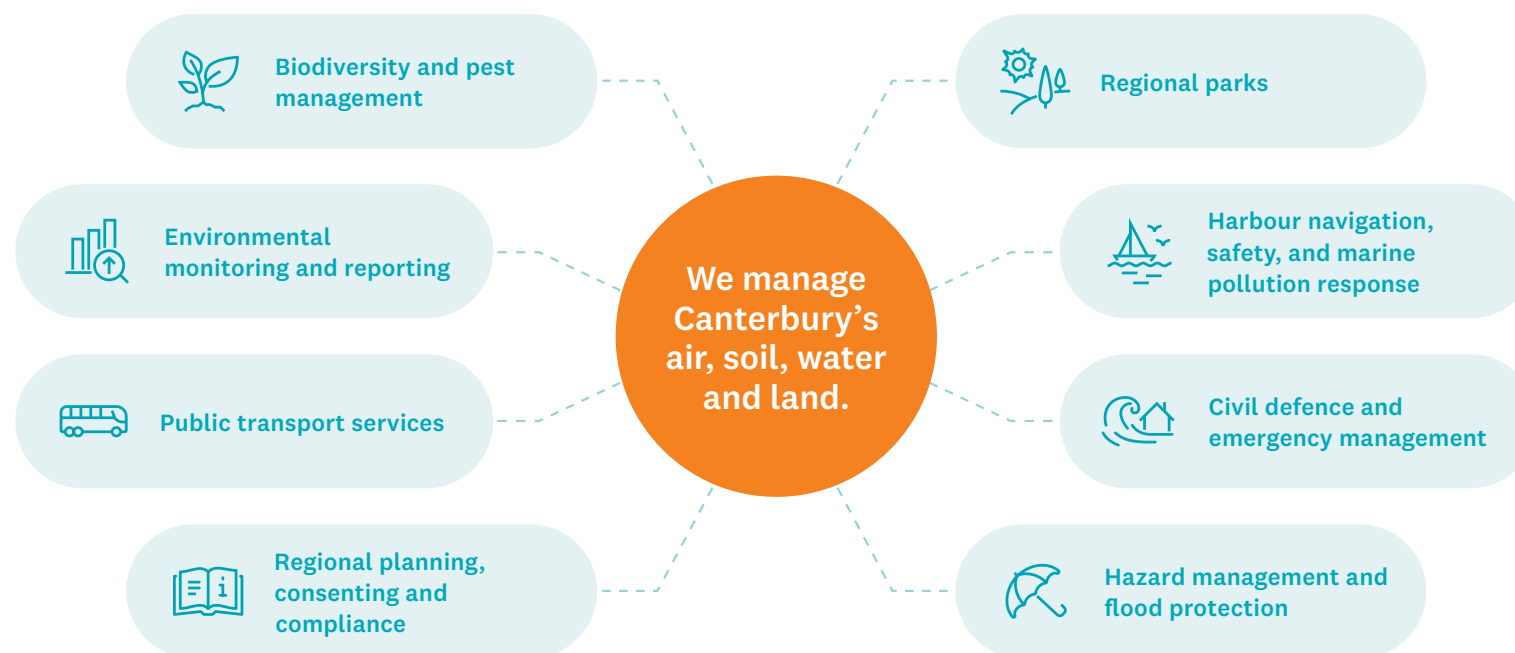 Biodiversity and pest
management
Environmental
monitoring and reporting
Public transport services
Regional planning,
consenting and
compliance
We manage
Canterbury’s
air, soil, water
and land.
Regional parks
Harbour navigation,
safety, and marine
pollution response
Civil defence and
emergency management
Hazard management and
flood protection